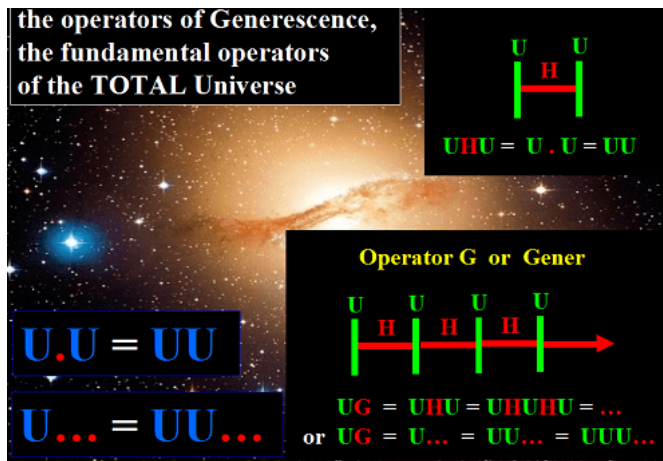 the operators of Generescence,
the fundamental operators
of the TOTAL Universe
U U
H
UHU = U . U = UU
Operator G or Gener
U U U U
H H H
UG = UHU = UHUHU = ...
or UG = U... = UU... = UUU...
U.U = UU
U... = UU...